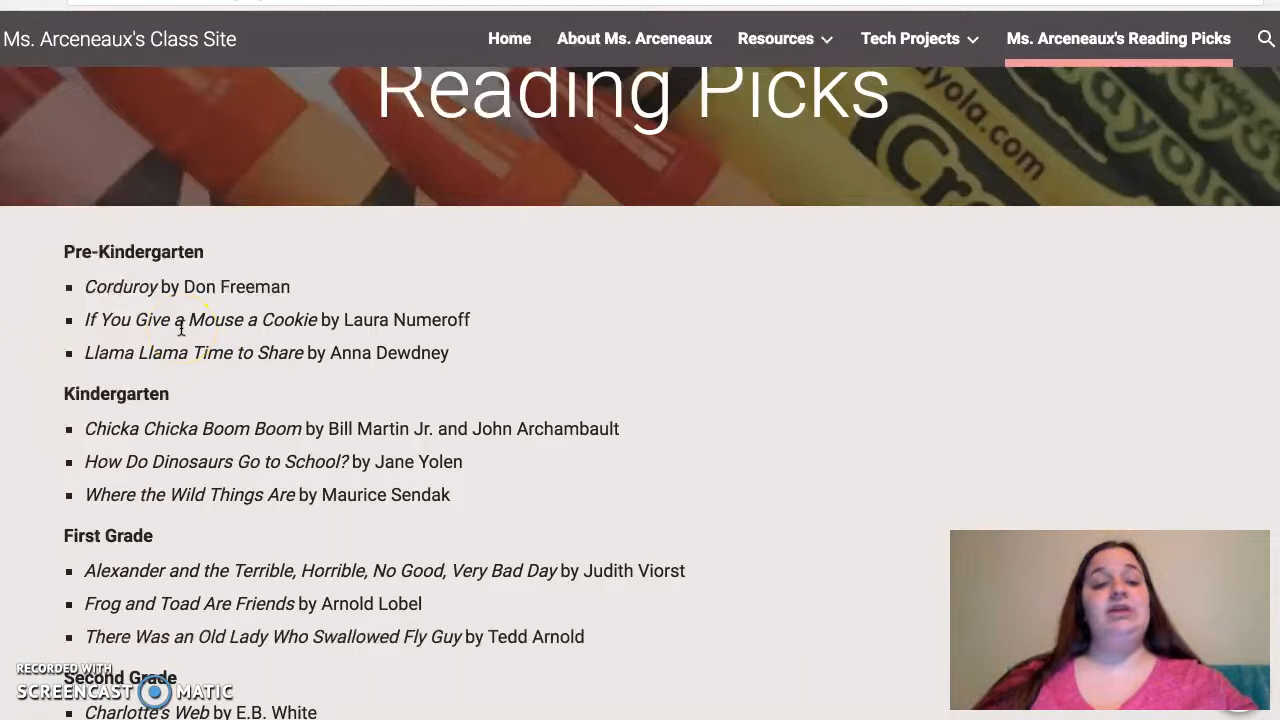 Ms. Arceneaux's Class Site Home About Ms. Arceneaux Resources Tech Projects Ms. Arceneaux's Reading Picks
Reading Picks
crayola.com
Pre-Kindergarten
▪ Corduroy by Don Freeman
▪ If You Give a Mouse a Cookie by Laura Numeroff
▪ Llama Llama Time to Share by Anna Dewdney
Kindergarten
▪ Chicka Chicka Boom Boom by Bill Martin Jr. and John Archambault
▪ How Do Dinosaurs Go to School? by Jane Yolen
▪ Where the Wild Things Are by Maurice Sendak
First Grade
▪ Alexander and the Terrible, Horrible, No Good, Very Bad Day by Judith Viorst
▪ Frog and Toad Are Friends by Arnold Lobel
▪ There Was an Old Lady Who Swallowed Fly Guy by Tedd Arnold
Second Grade
▪ Charlotte's Web by E.B. White
RECORDED WITH
SCREENCAST MATIC